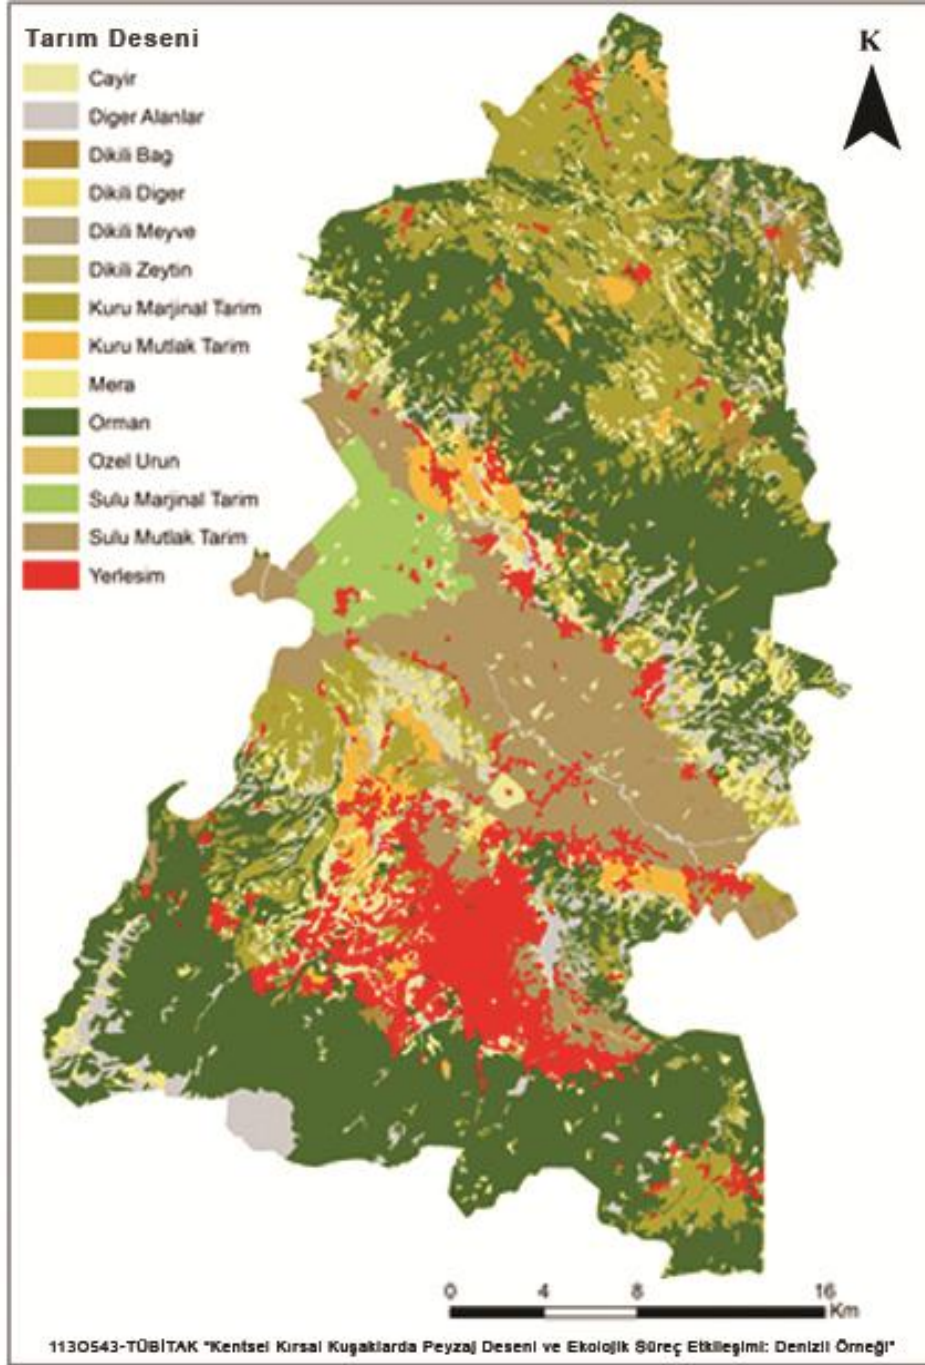 Tarım Deseni
K
Cayir
Diger Alanlar
Dikili Bag
Dikili Diger
Dikili Meyve
Dikili Zeytin
Kuru Marjinal Tarim
Kuru Mutlak Tarim
Mera
Orman
Ozel Urun
Sulu Marjinal Tarim
Sulu Mutlak Tarim
Yerlesim
0 4 8 16
Km
113O543-TÜBİTAK "Kentsel Kırsal Kuşaklarda Peyzaj Deseni ve Ekolojik Süreç Etkileşimi: Denizli Örneği"